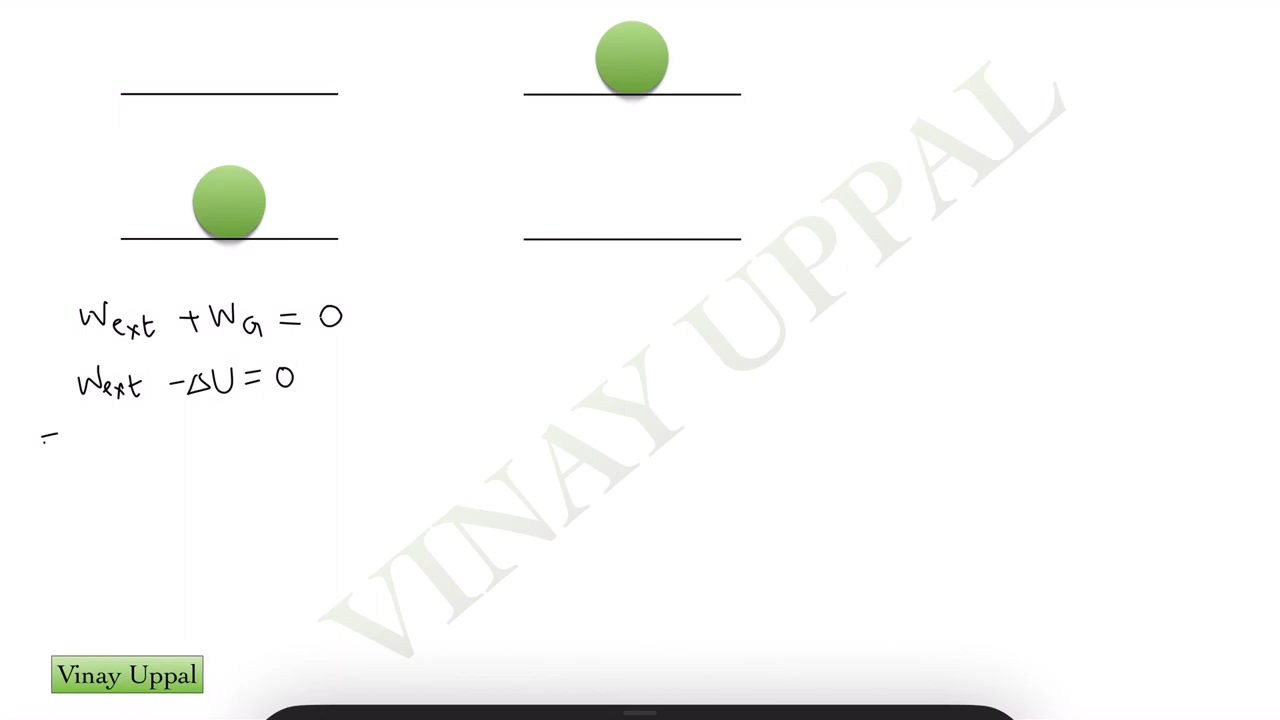 Wext + WG = 0
Wext - ΔU = 0
=
VINAY UPPAL
Vinay Uppal